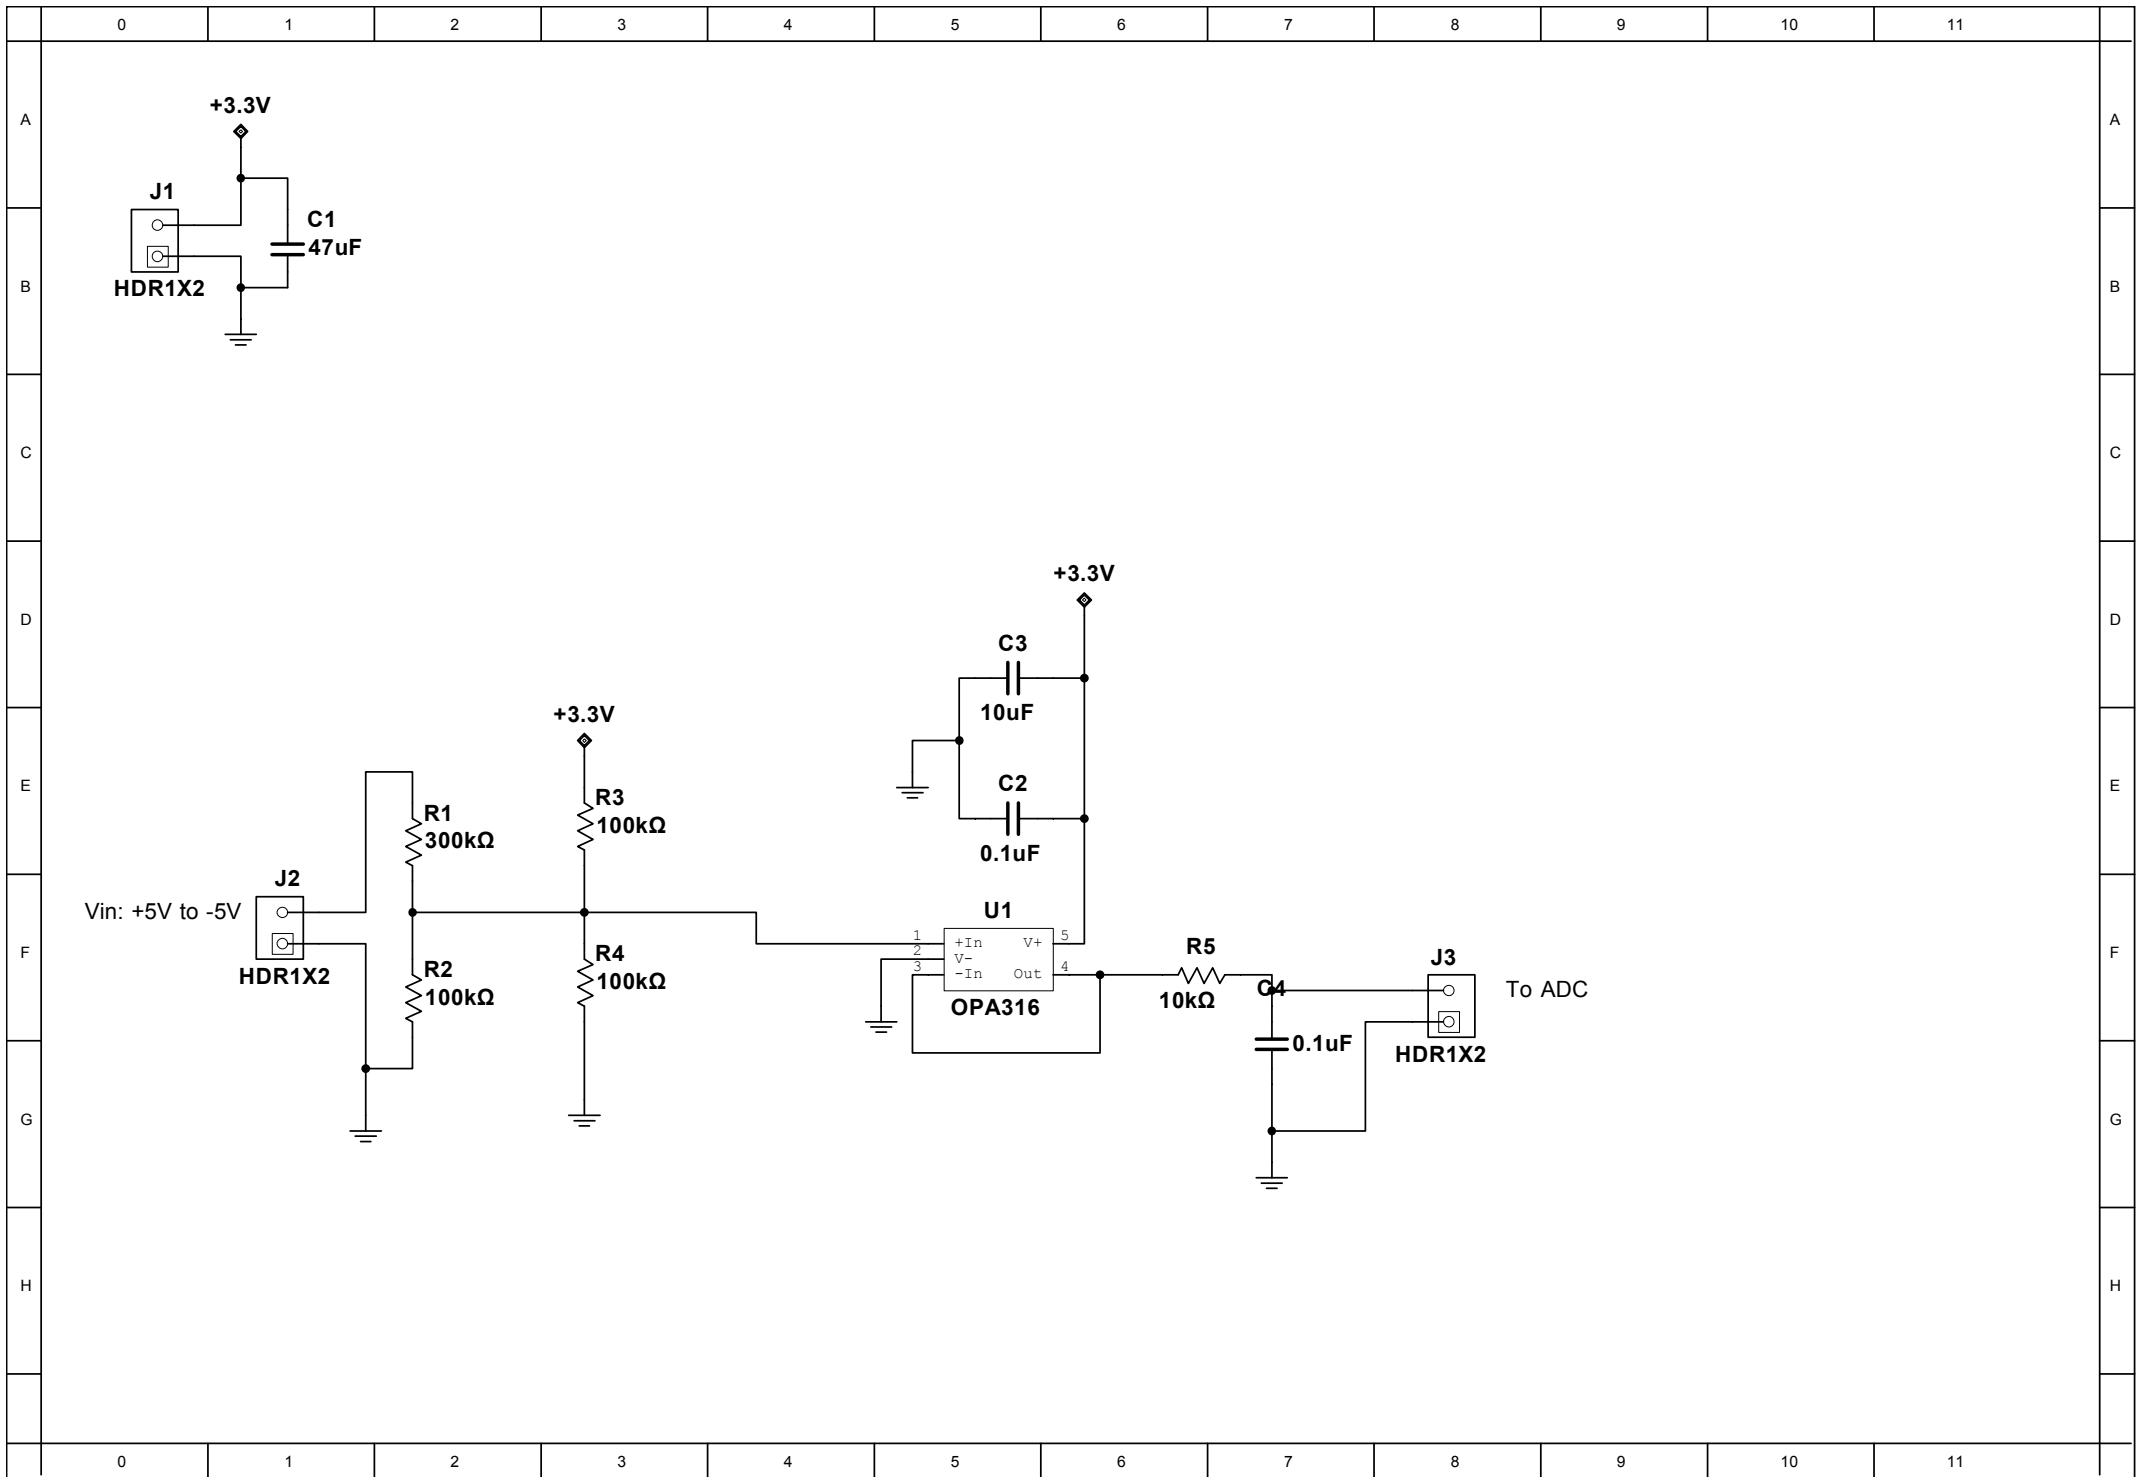 0 1 2 3 4 5 6 7 8 9 10 11
A A
+3.3V
J1
C1
47uF
HDR1X2
B B
C C
+3.3V
D D
C3
10uF
+3.3V
E E
C2
R3
100kΩ
R1
300kΩ
0.1uF
J2
Vin: +5V to -5V
HDR1X2
F F
U1
1 +In V+ 5
2 V-
3 -In Out 4
OPA316
R4
100kΩ
R2
100kΩ
R5
10kΩ
C4
0.1uF
J3
To ADC
HDR1X2
G G
H H
0 1 2 3 4 5 6 7 8 9 10 11